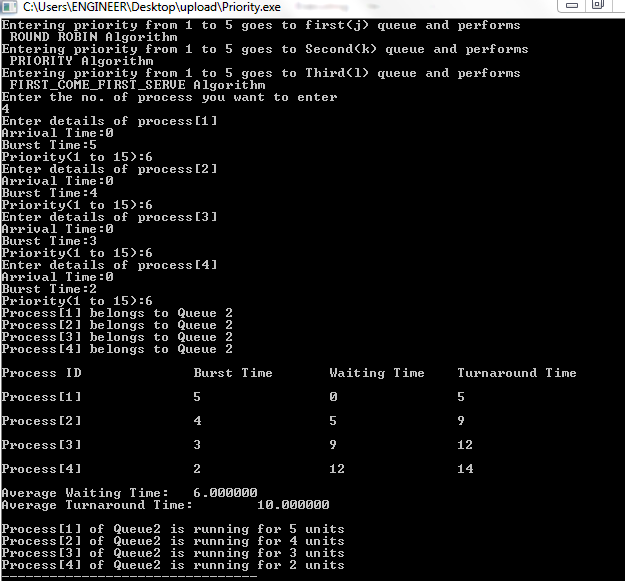 C:\Users\ENGINEER\Desktop\upload\Priority.exe
Entering priority from 1 to 5 goes to first(j) queue and performs
ROUND ROBIN Algorithm
Entering priority from 1 to 5 goes to Second(k) queue and performs
PRIORITY Algorithm
Entering priority from 1 to 5 goes to Third(l) queue and performs
FIRST_COME_FIRST_SERVE Algorithm
Enter the no. of process you want to enter
4
Enter details of process[1]
Arrival Time:0
Burst Time:5
Priority(1 to 15):6
Enter details of process[2]
Arrival Time:0
Burst Time:4
Priority(1 to 15):6
Enter details of process[3]
Arrival Time:0
Burst Time:3
Priority(1 to 15):6
Enter details of process[4]
Arrival Time:0
Burst Time:2
Priority(1 to 15):6
Process[1] belongs to Queue 2
Process[2] belongs to Queue 2
Process[3] belongs to Queue 2
Process[4] belongs to Queue 2
Process ID Burst Time Waiting Time Turnaround Time
Process[1] 5 0 5
Process[2] 4 5 9
Process[3] 3 9 12
Process[4] 2 12 14
Average Waiting Time: 6.000000
Average Turnaround Time: 10.000000
Process[1] of Queue2 is running for 5 units
Process[2] of Queue2 is running for 4 units
Process[3] of Queue2 is running for 3 units
Process[4] of Queue2 is running for 2 units
--------------------------------